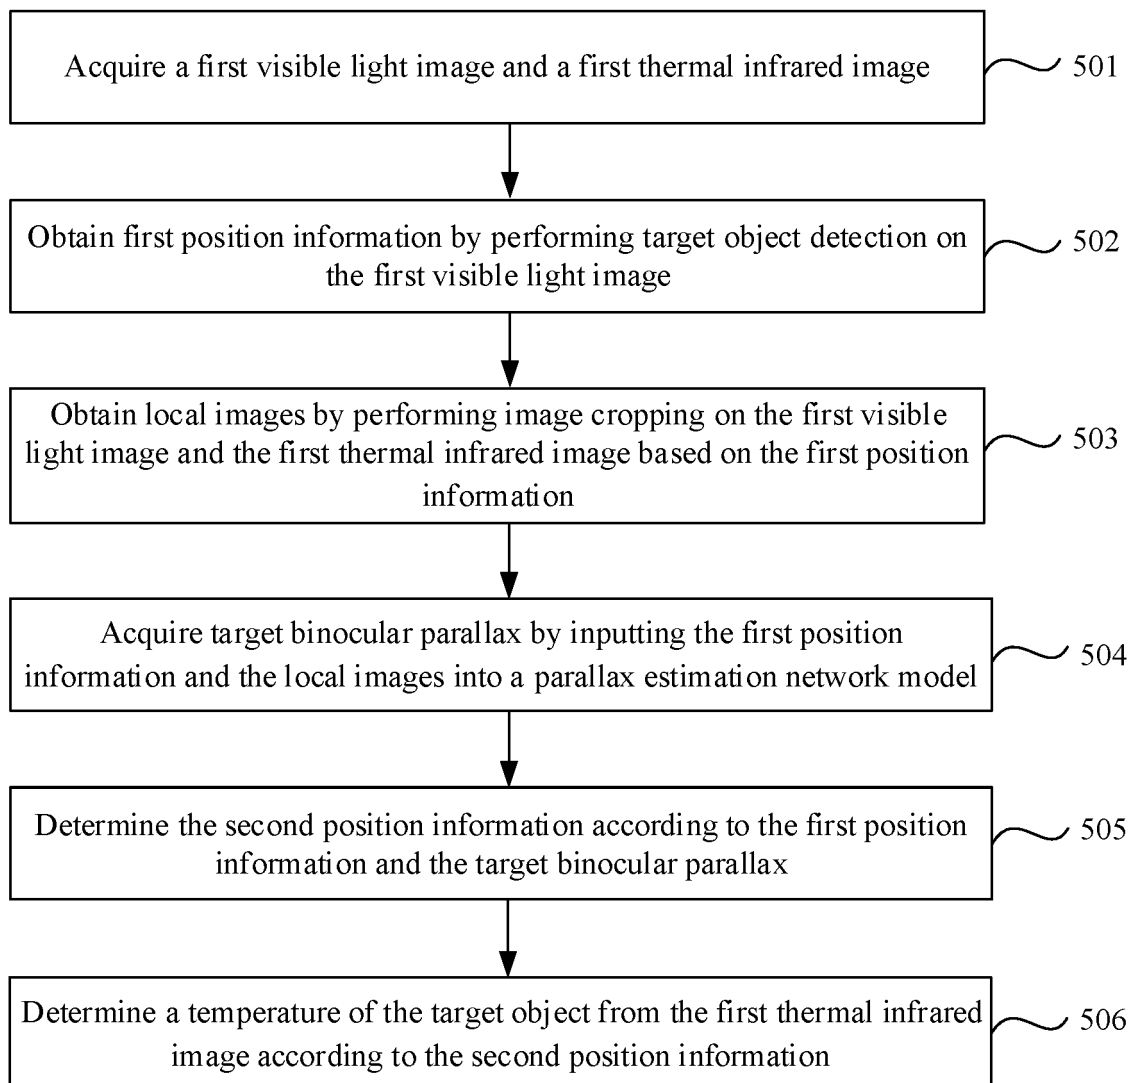 Acquire a first visible light image and a first thermal infrared image
501
Obtain first position information by performing target object detection on
the first visible light image
502
Obtain local images by performing image cropping on the first visible
light image and the first thermal infrared image based on the first position
information
503
Acquire target binocular parallax by inputting the first position
information and the local images into a parallax estimation network model
504
Determine the second position information according to the first position
information and the target binocular parallax
505
Determine a temperature of the target object from the first thermal infrared
image according to the second position information
506